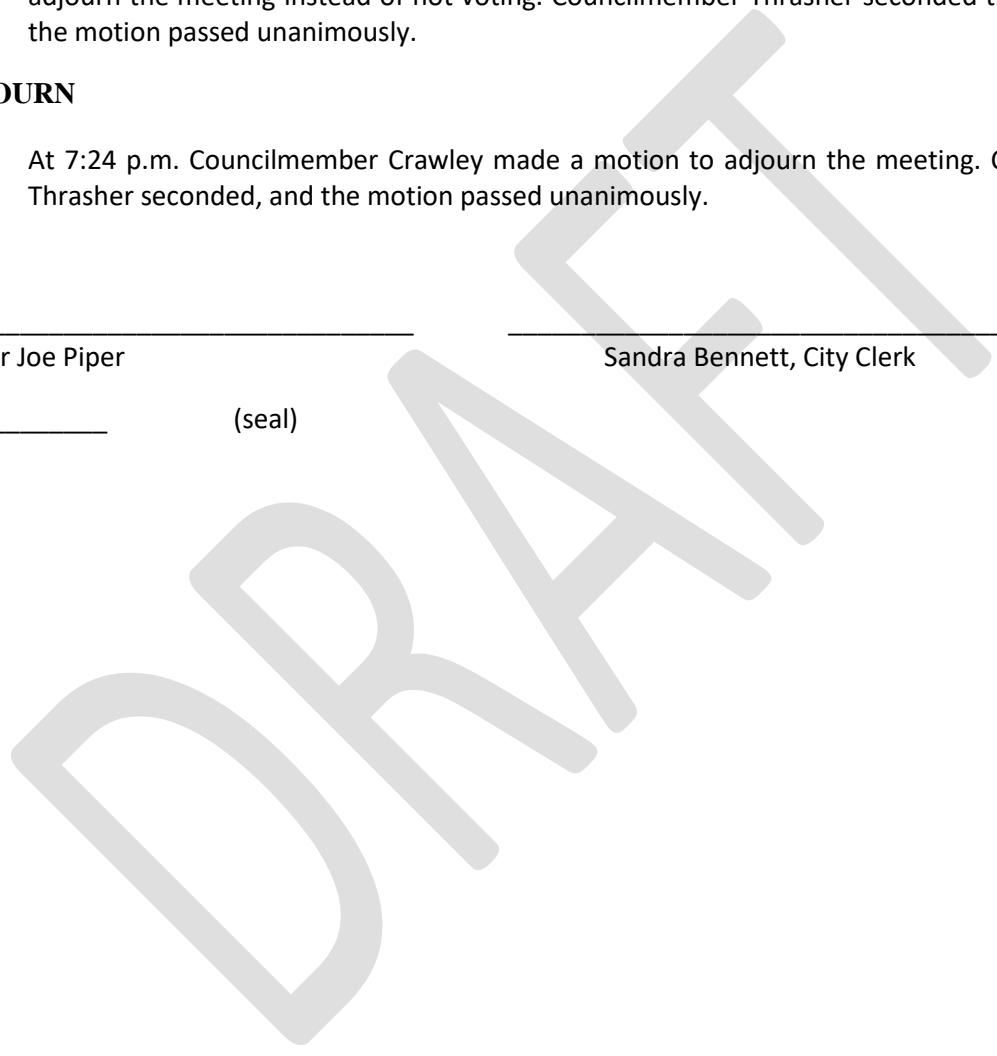 adjourn the meeting instead of not voting. Councilmember Thrasher seconded t
the motion passed unanimously.
OURN
At 7:24 p.m. Councilmember Crawley made a motion to adjourn the meeting. C
Thrasher seconded, and the motion passed unanimously.
r Joe Piper Sandra Bennett, City Clerk
(seal)
DRAFT